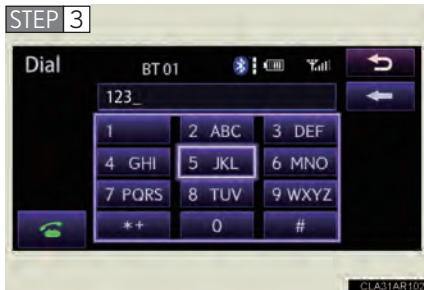 STEP 3
Dial BT 01
123_
1 2 ABC 3 DEF
4 GHI 5 JKL 6 MNO
7 PQRS 8 TUV 9 WXYZ
*+ 0 #
CLA31AR102